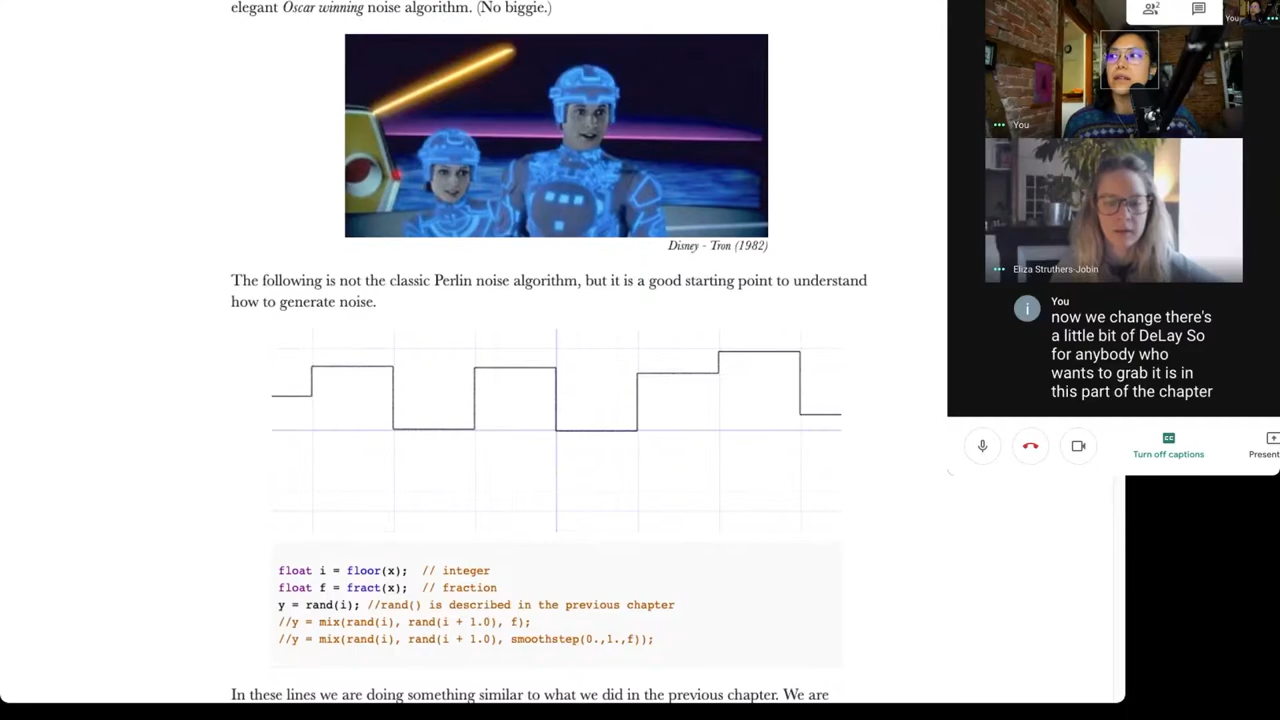 elegant Oscar winning noise algorithm. (No biggie.)
Disney - Tron (1982)
The following is not the classic Perlin noise algorithm, but it is a good starting point to understand
how to generate noise.
float i = floor(x);  // integer
float f = fract(x);  // fraction
y = rand(i); //rand() is described in the previous chapter
//y = mix(rand(i), rand(i + 1.0), f);
//y = mix(rand(i), rand(i + 1.0), smoothstep(0.,1.,f));
In these lines we are doing something similar to what we did in the previous chapter. We are
2
You
You
Eliza Struthers-Jobin
i
You
now we change there's
a little bit of DeLay So
for anybody who
wants to grab it is in
this part of the chapter
CC
Turn off captions
Present